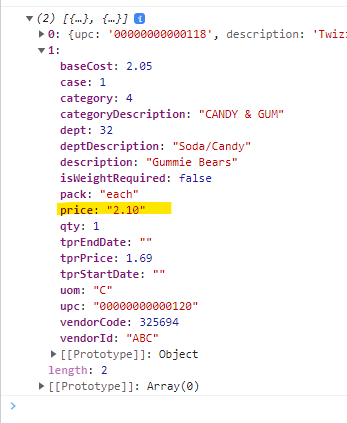 ▼ (2) [{…}, {…}] i
▶ 0: {upc: '00000000000118', description: 'Twiz
▼ 1:
baseCost: 2.05
case: 1
category: 4
categoryDescription: "CANDY & GUM"
dept: 32
deptDescription: "Soda/Candy"
description: "Gummie Bears"
isWeightRequired: false
pack: "each"
price: "2.10"
qty: 1
tprEndDate: ""
tprPrice: 1.69
tprStartDate: ""
uom: "C"
upc: "00000000000120"
vendorCode: 325694
vendorId: "ABC"
▶ [[Prototype]]: Object
length: 2
▶ [[Prototype]]: Array(0)
>